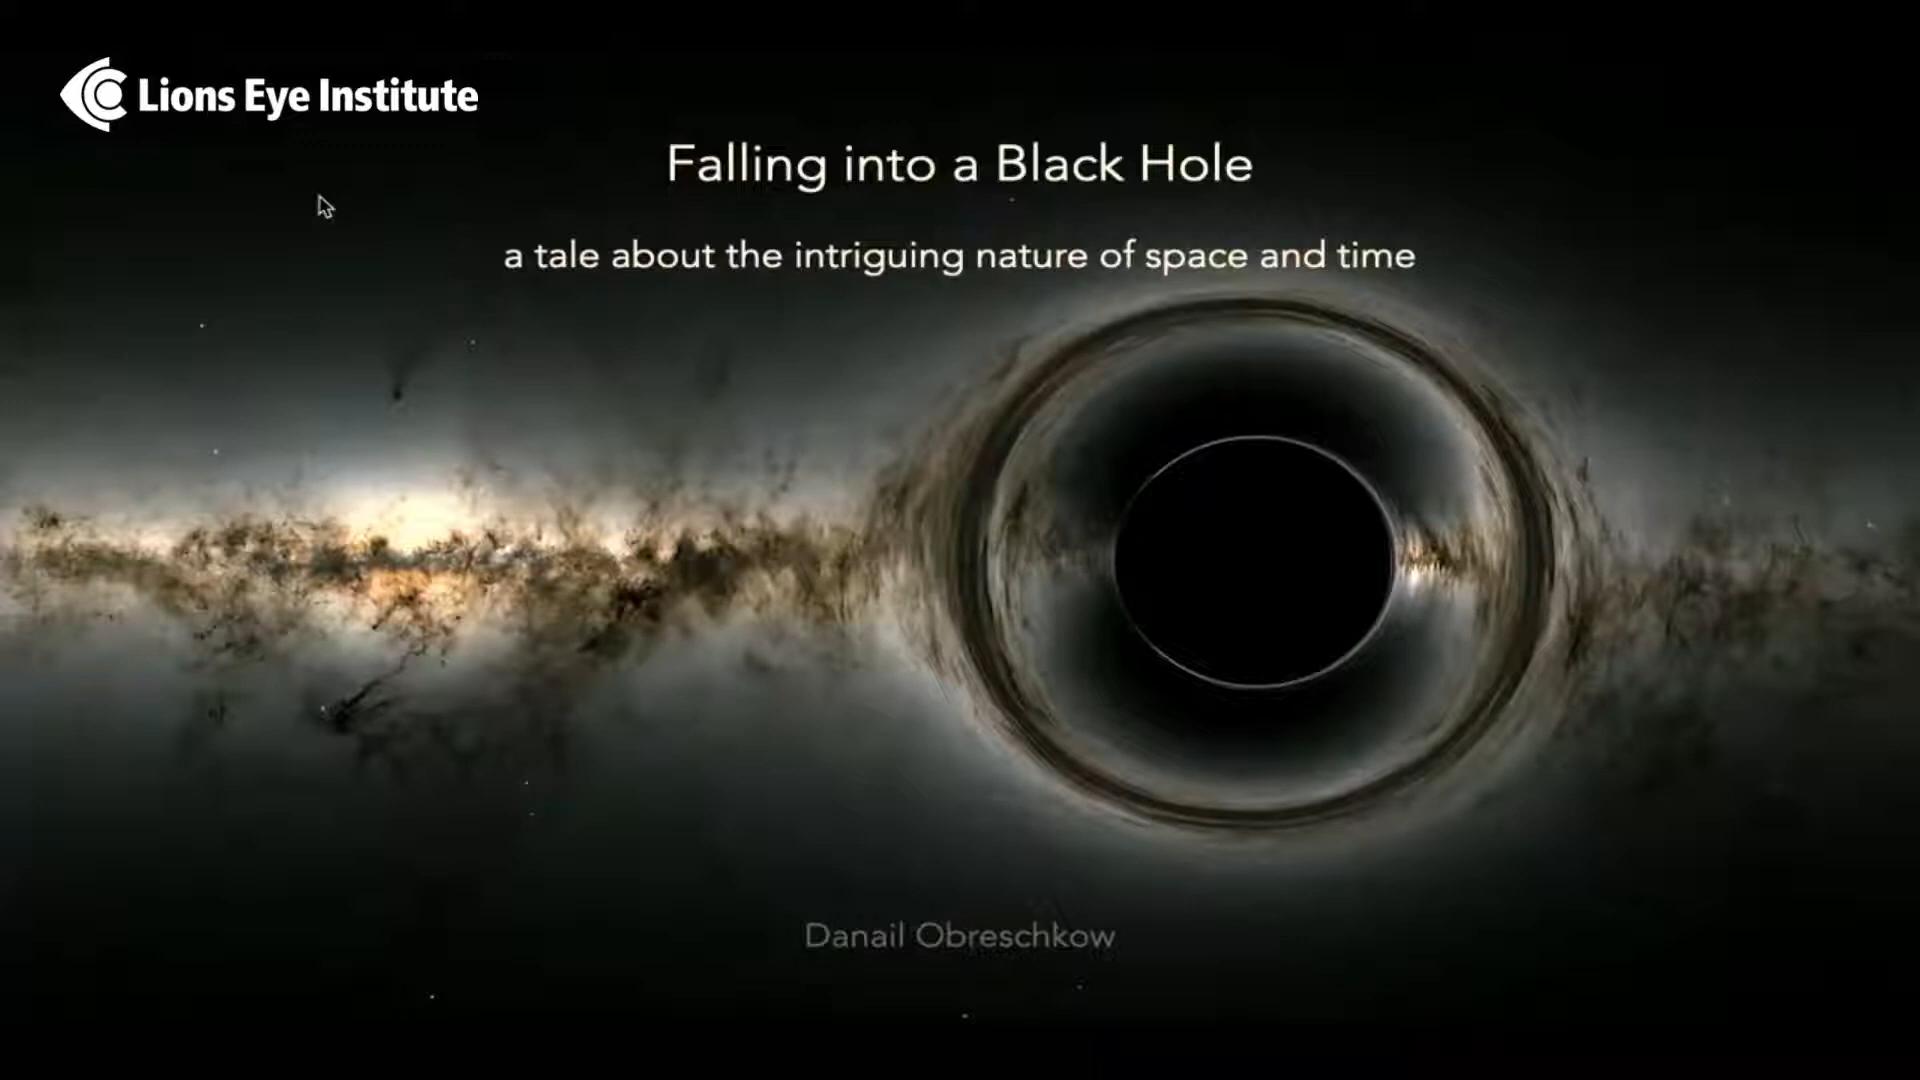 Lions Eye Institute
Falling into a Black Hole
a tale about the intriguing nature of space and time
Danail Obreschkow